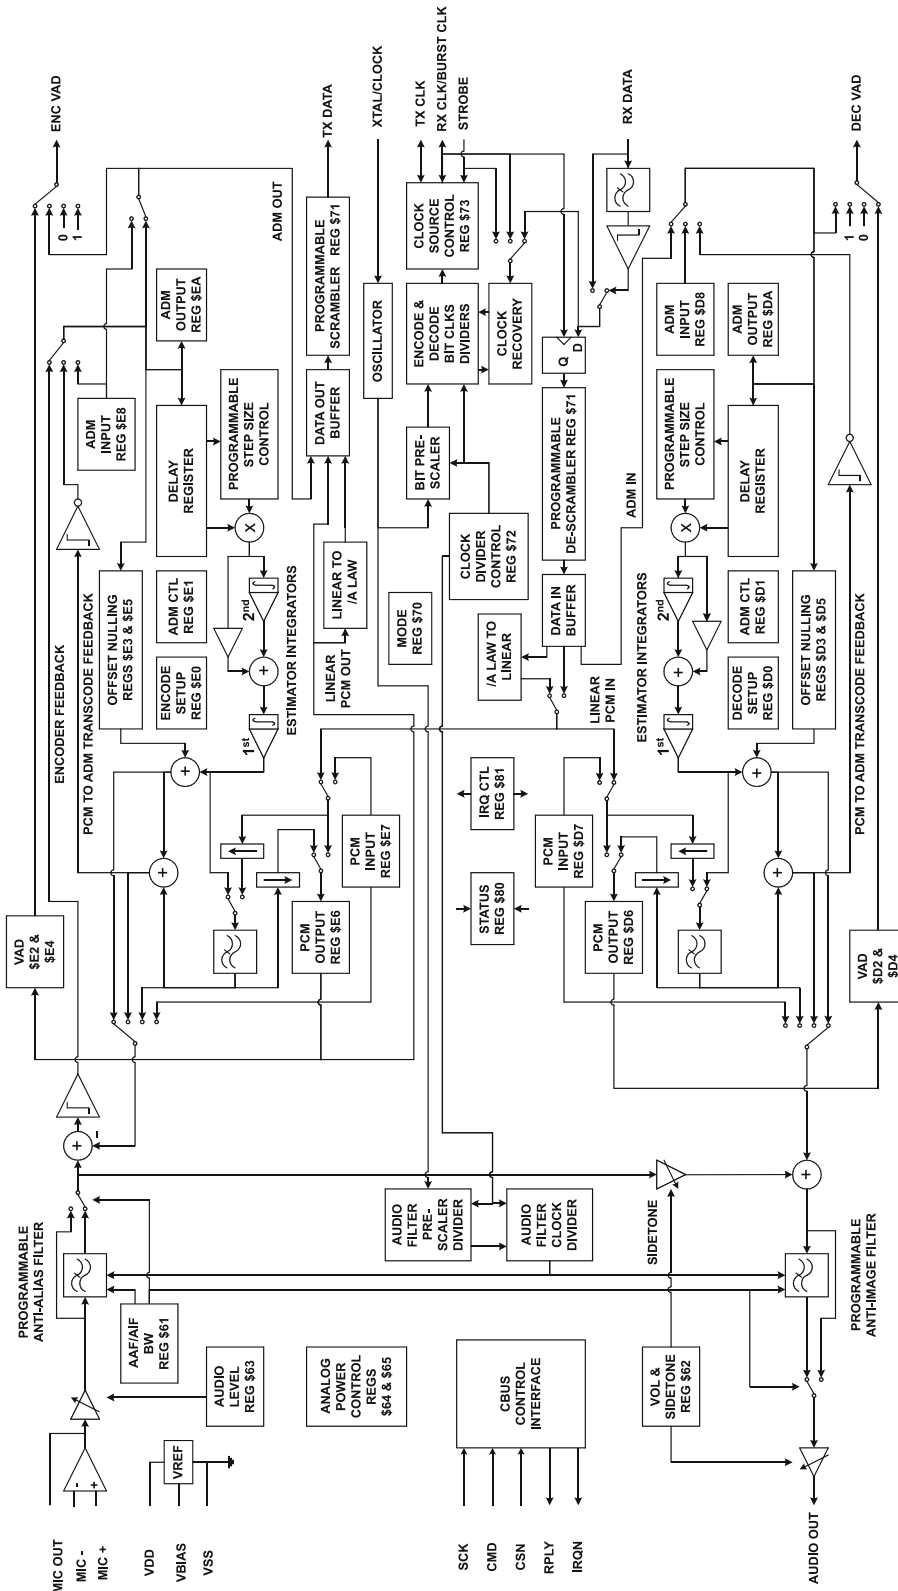 MIC OUT
MIC -
MIC +
VDD
VBIAS
VSS
SCK
CMD
CSN
RPLY
IRQN
AUDIO OUT
-
+
VREF
PROGRAMMABLE
ANTI-ALIAS FILTER
AAF/AIF
BW
REG $61
AUDIO
LEVEL
REG $63
ANALOG
POWER
CONTROL
REGS
$64 & $65
CBUS
CONTROL
INTERFACE
VOL &
SIDETONE
REG $62
PROGRAMMABLE
ANTI-IMAGE FILTER
AUDIO
FILTER
PRE-
SCALER
DIVIDER
AUDIO
FILTER
CLOCK
DIVIDER
SIDETONE
+
-
+
VAD
$E2 &
$E4
PCM
OUTPUT
REG $E6
PCM
INPUT
REG $E7
STATUS
REG $80
IRQ CTL
REG $81
PCM
OUTPUT
REG $D6
PCM
INPUT
REG $D7
VAD
$D2 &
$D4
+
+
+
+
ENCODER FEEDBACK
PCM TO ADM TRANSCODE FEEDBACK
OFFSET NULLING
REGS $E3 & $E5
ENCODE
SETUP
REG $E0
ADM CTL
REG $E1
1st
2nd
+
ESTIMATOR INTEGRATORS
LINEAR
PCM OUT
LINEAR TO
/A LAW
MODE
REG $70
CLOCK
DIVIDER
CONTROL
REG $72
/A LAW TO
LINEAR
DATA IN
BUFFER
LINEAR
PCM IN
ESTIMATOR INTEGRATORS
1st
2nd
+
DECODE
SETUP
REG $D0
ADM CTL
REG $D1
OFFSET NULLING
REGS $D3 & $D5
PCM TO ADM TRANSCODE FEEDBACK
ADM
INPUT
REG $E8
DELAY
REGISTER
X
PROGRAMMABLE
STEP SIZE
CONTROL
ADM
OUTPUT
REG $EA
ADM OUT
DATA OUT
BUFFER
PROGRAMMABLE
SCRAMBLER REG $71
OSCILLATOR
BIT PRE-
SCALER
ENCODE &
DECODE
BIT CLKS
DIVIDERS
CLOCK
SOURCE
CONTROL
REG $73
CLOCK
RECOVERY
Q
D
PROGRAMMABLE
DE-SCRAMBLER REG $71
ADM IN
ADM
INPUT
REG $D8
X
PROGRAMMABLE
STEP SIZE
CONTROL
DELAY
REGISTER
ADM
OUTPUT
REG $DA
0
1
1
0
ENC VAD
TX DATA
XTAL/CLOCK
TX CLK
RX CLK/BURST CLK
STROBE
RX DATA
DEC VAD